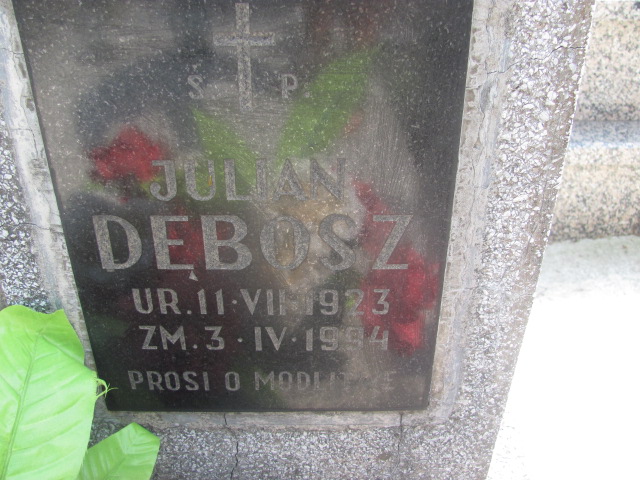 Ś. P.
JULIAN
DĘBOSZ
UR. 11·VII·1923
ZM. 3·IV·1994
PROSI O MODLITWĘ